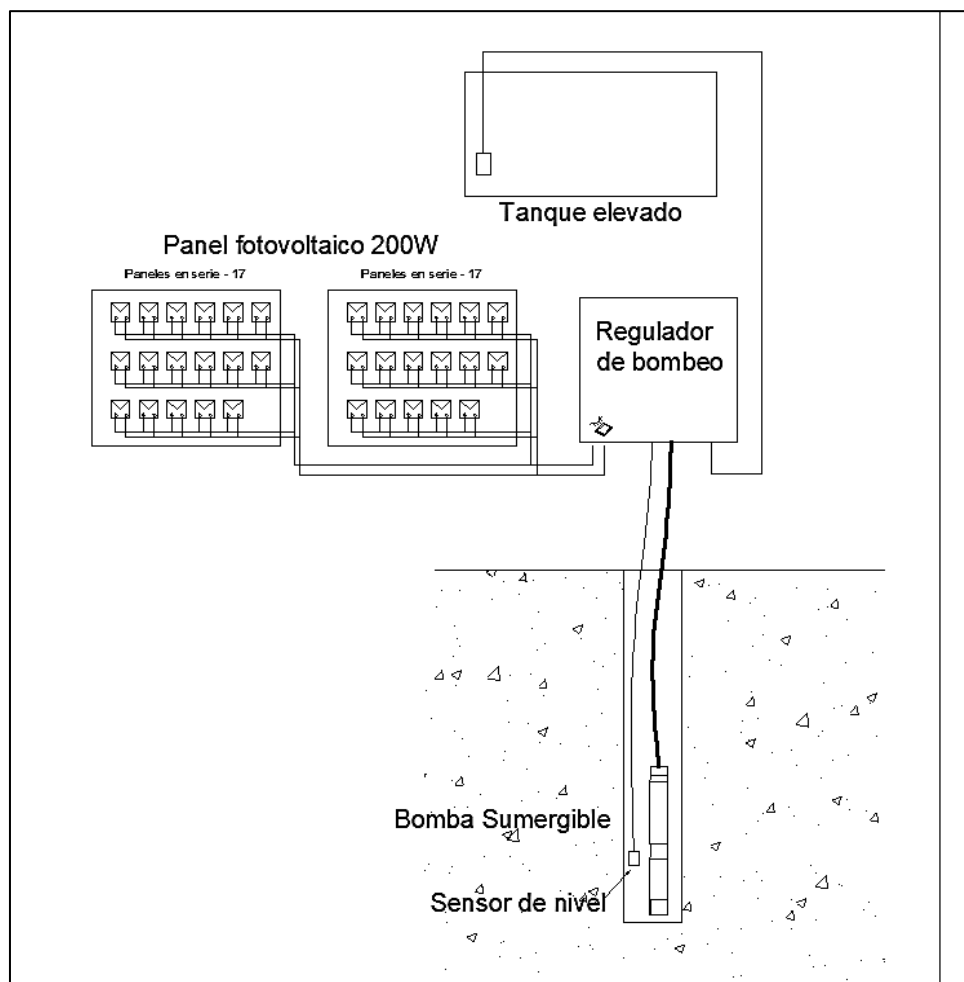 Tanque elevado
Panel fotovoltaico 200W
Paneles en serie - 17
Paneles en serie - 17
Regulador
de bombeo
Bomba Sumergible
Sensor de nivel